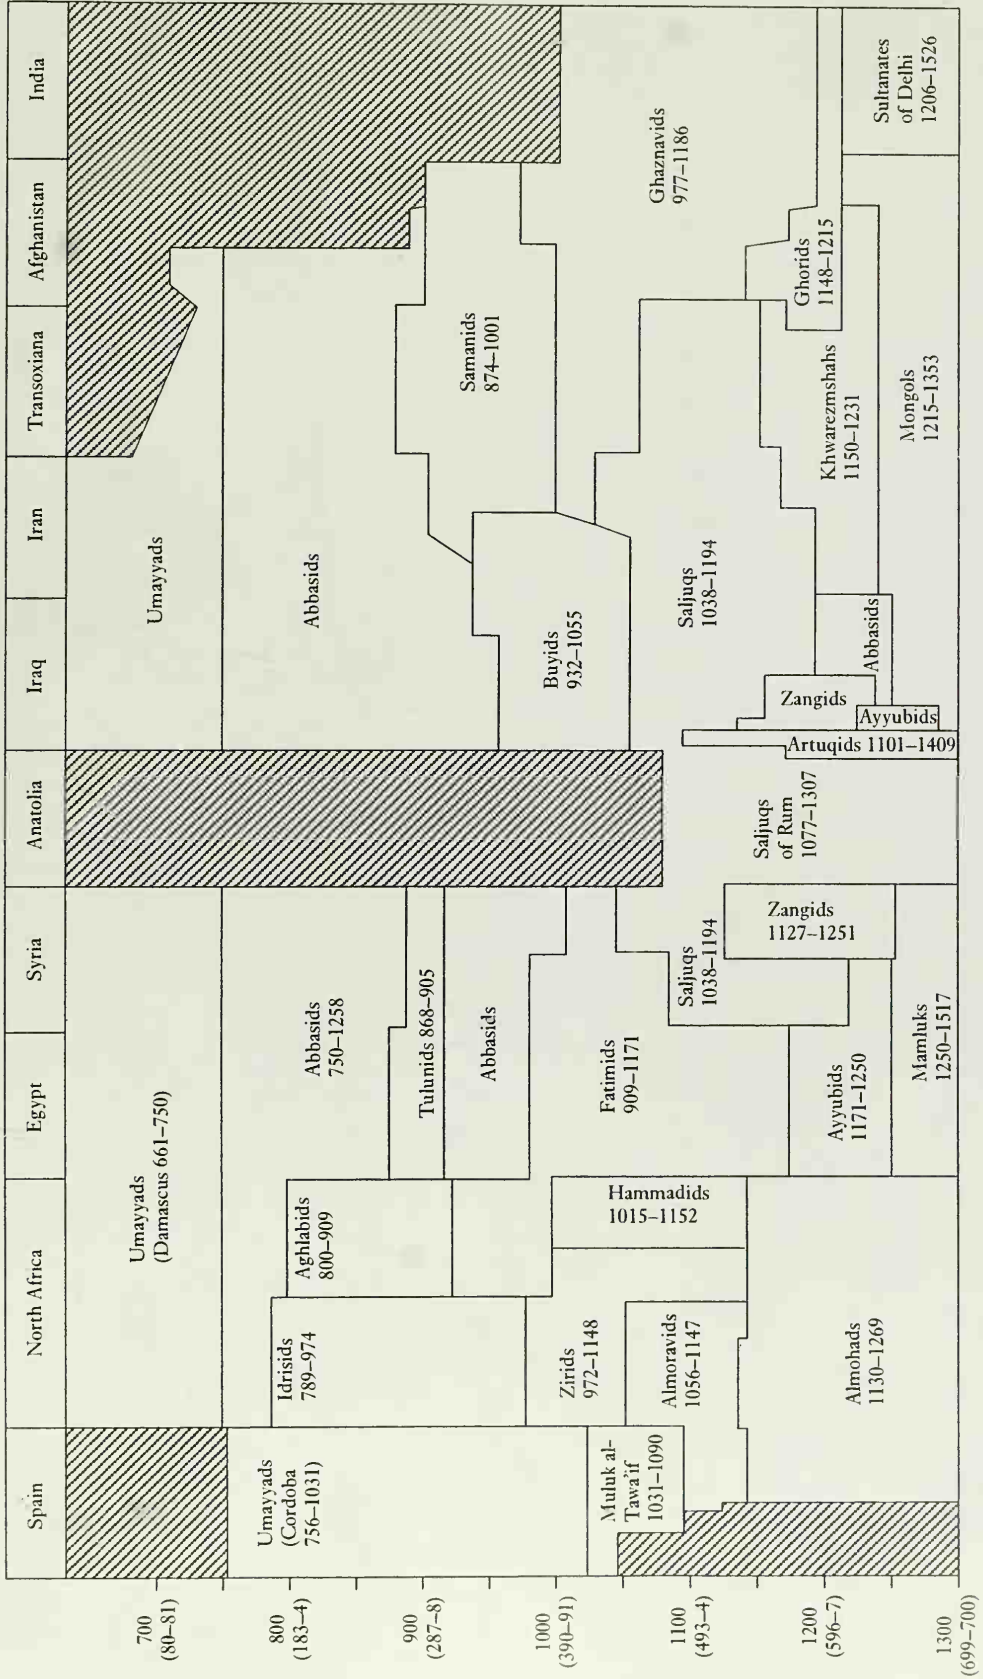 Spain
North Africa
Egypt
Syria
Anatolia
Iraq
Iran
Transoxiana
Afghanistan
India
700
(80–81)
800
(183–4)
900
(287–8)
1000
(390–91)
1100
(493–4)
1200
(596–7)
1300
(699–700)
Umayyads
(Damascus 661–750)
Umayyads
Umayyads
(Cordoba
756–1031)
Idrisids
789–974
Aghlabids
800–909
Abbasids
750–1258
Abbasids
Tulunids 868–905
Abbasids
Samanids
874–1001
Zirids
972–1148
Fatimids
909–1171
Buyids
932–1055
Ghaznavids
977–1186
Muluk al-
Tawa'if
1031–1090
Almoravids
1056–1147
Hammadids
1015–1152
Saljuqs
1038–1194
Saljuqs
1038–1194
Zangids
1127–1251
Saljuqs
of Rum
1077–1307
Artuqids 1101–1409
Zangids
Ayyubids
Abbasids
Khwarezmshahs
1150–1231
Ghorids
1148–1215
Almohads
1130–1269
Ayyubids
1171–1250
Mamluks
1250–1517
Mongols
1215–1353
Sultanates
of Delhi
1206–1526